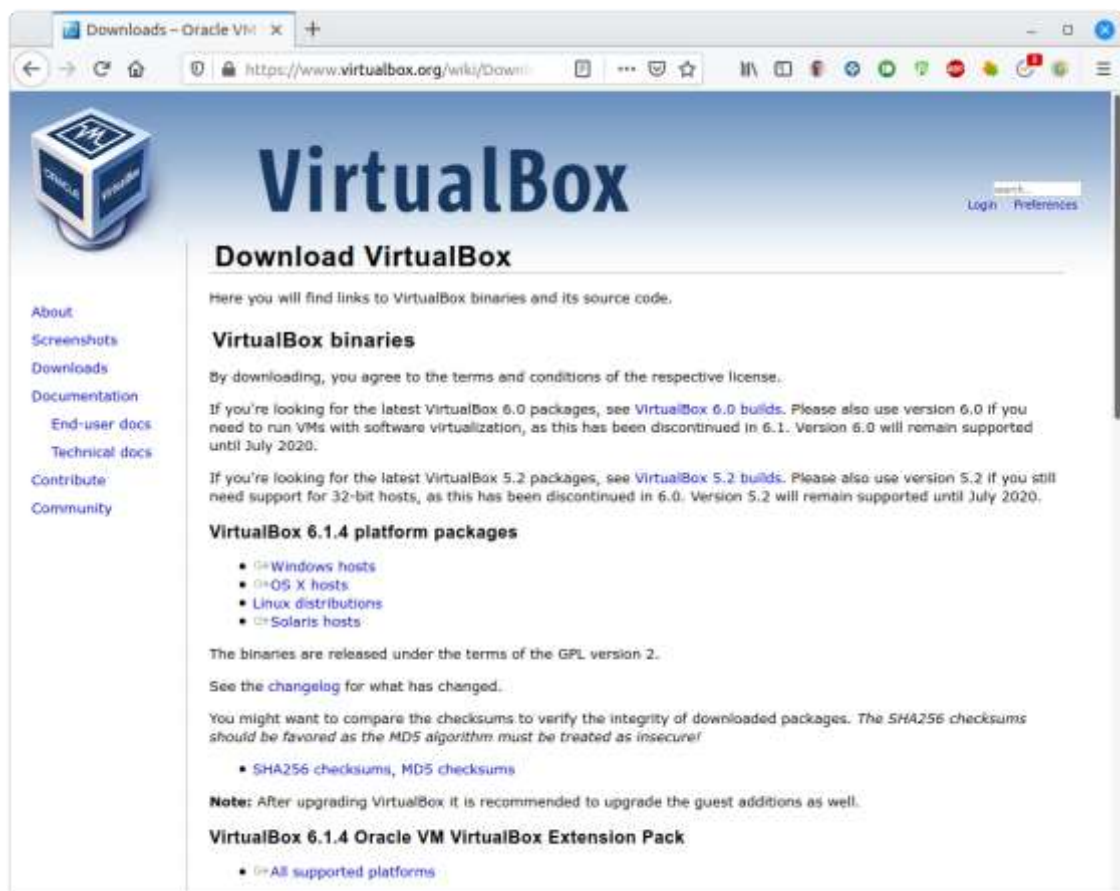 Downloads – Oracle VM
https://www.virtualbox.org/wiki/Down
VirtualBox
search...
Login Preferences
ORACLE
VirtualBox
About
Screenshots
Downloads
Documentation
End-user docs
Technical docs
Contribute
Community
Download VirtualBox
Here you will find links to VirtualBox binaries and its source code.
VirtualBox binaries
By downloading, you agree to the terms and conditions of the respective license.
If you're looking for the latest VirtualBox 6.0 packages, see VirtualBox 6.0 builds. Please also use version 6.0 if you
need to run VMs with software virtualization, as this has been discontinued in 6.1. Version 6.0 will remain supported
until July 2020.
If you're looking for the latest VirtualBox 5.2 packages, see VirtualBox 5.2 builds. Please also use version 5.2 if you still
need support for 32-bit hosts, as this has been discontinued in 6.0. Version 5.2 will remain supported until July 2020.
VirtualBox 6.1.4 platform packages
Windows hosts
OS X hosts
Linux distributions
Solaris hosts
The binaries are released under the terms of the GPL version 2.
See the changelog for what has changed.
You might want to compare the checksums to verify the integrity of downloaded packages. The SHA256 checksums
should be favored as the MD5 algorithm must be treated as insecure!
SHA256 checksums, MD5 checksums
Note: After upgrading VirtualBox it is recommended to upgrade the guest additions as well.
VirtualBox 6.1.4 Oracle VM VirtualBox Extension Pack
All supported platforms